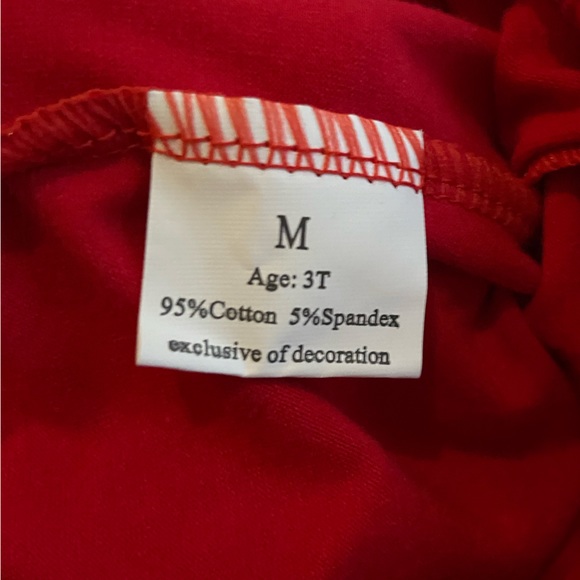 M
Age: 3T
95%Cotton 5%Spandex
exclusive of decoration